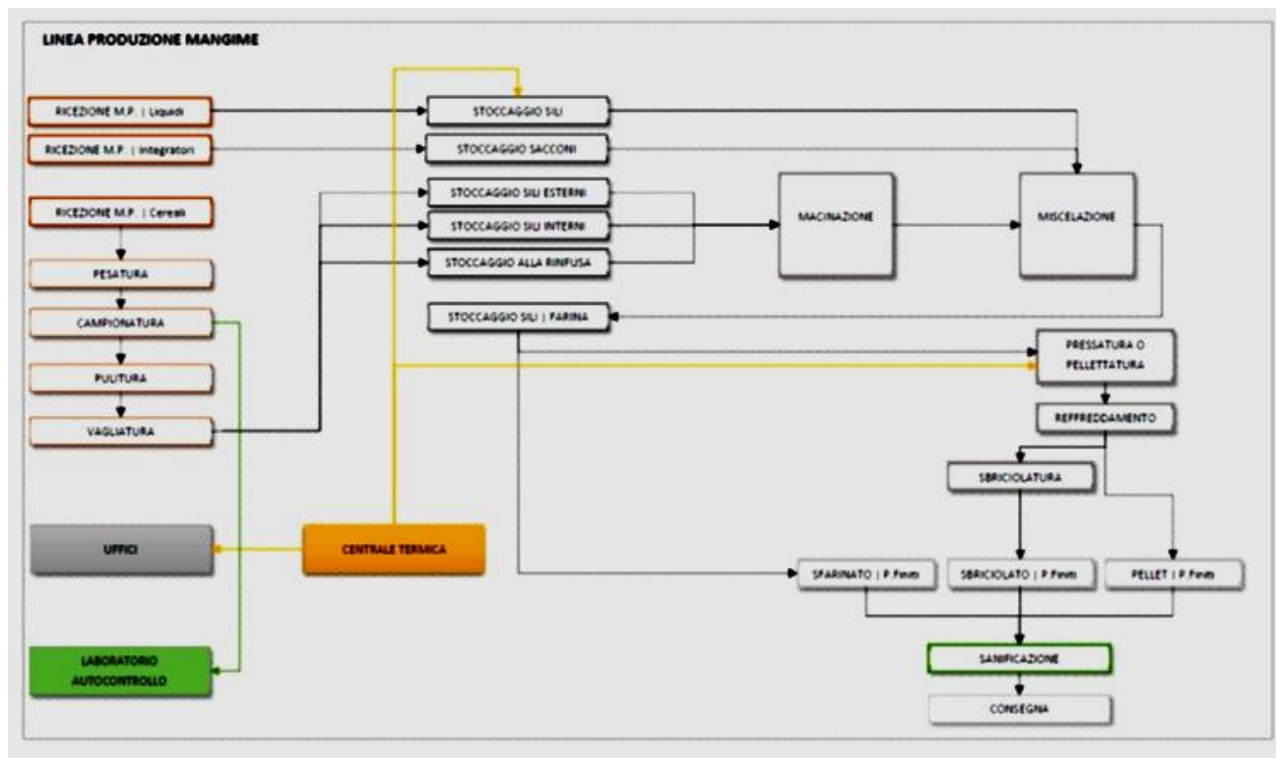 LINEA PRODUZIONE MANGIME
RICEZIONE M.P. | Liquidi
STOCCAGGIO SILI
RICEZIONE M.P. | Integratori
STOCCAGGIO SACCONI
STOCCAGGIO SILI ESTERNI
RICEZIONE M.P. | Cereali
STOCCAGGIO SILI INTERNI
MACINAZIONE
MISCELAZIONE
STOCCAGGIO ALLA RINFUSA
PESATURA
CAMPIONATURA
STOCCAGGIO SILI | FARINA
PRESSATURA O
PELLETTATURA
PULITURA
REFFREDDAMENTO
VAGLIATURA
SBRICIOLATURA
UFFICI
CENTRALE TERMICA
SFARINATO | P.Finiti
SBRICIOLATO | P.Finiti
PELLET | P.Finiti
LABORATORIO
AUTOCONTROLLO
SANIFICAZIONE
CONSEGNA